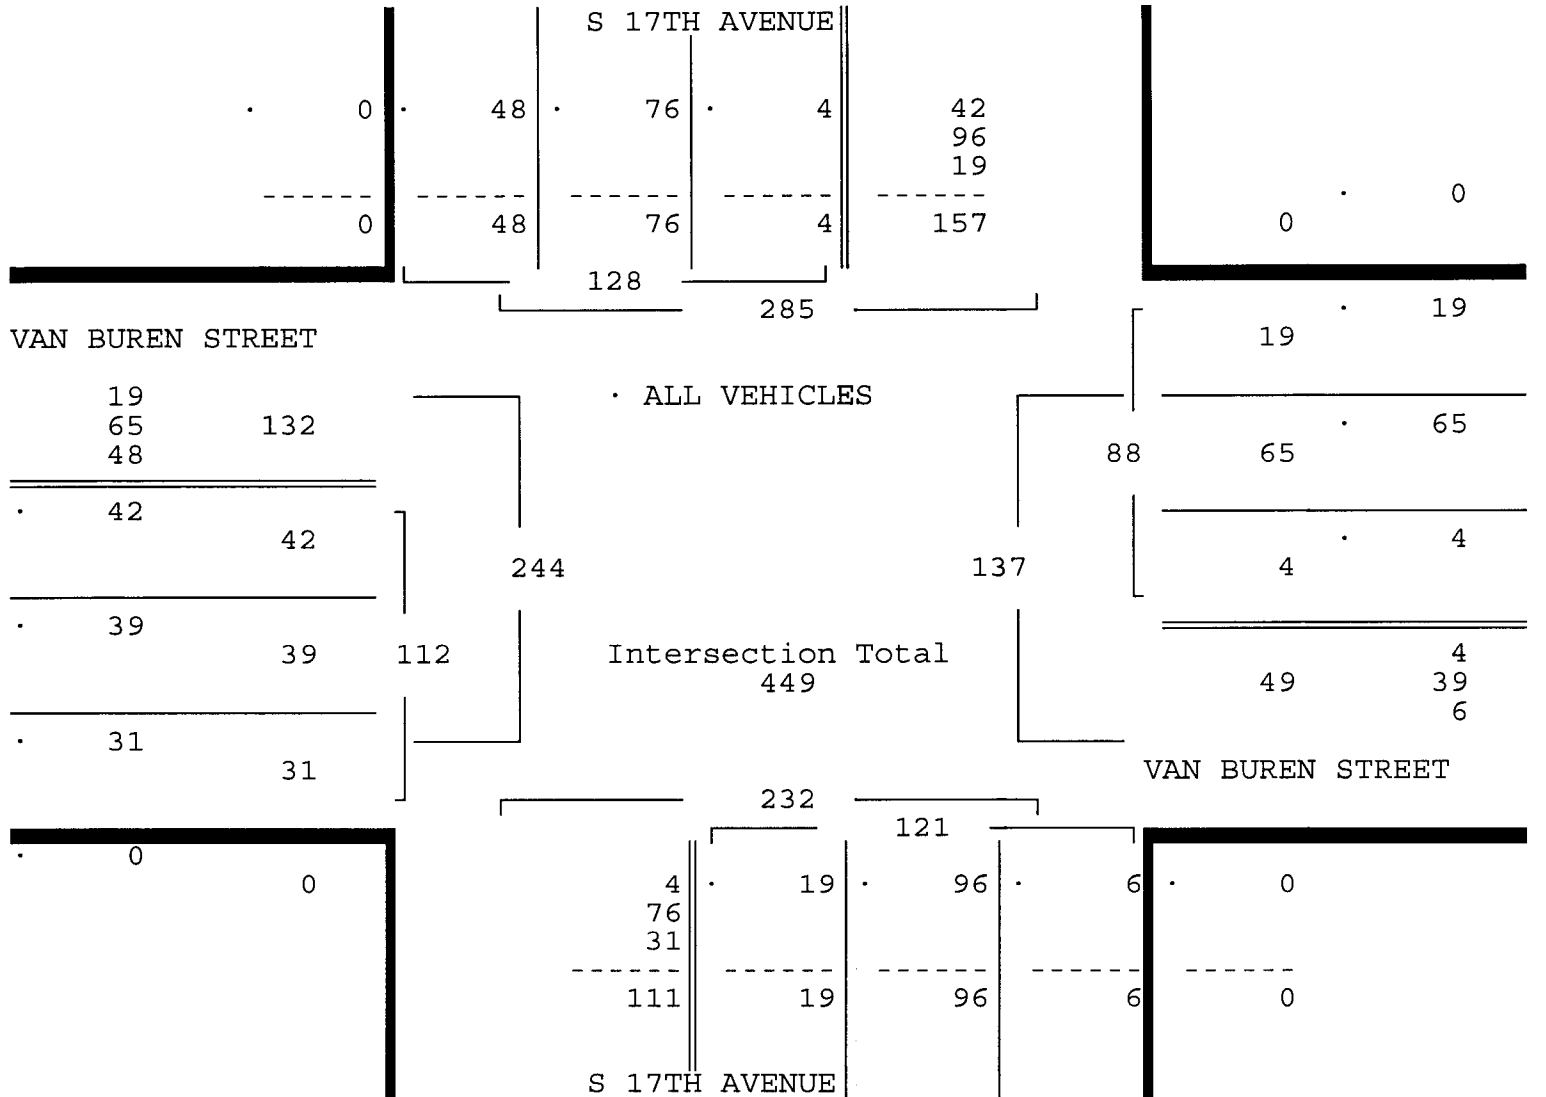 S 17TH AVENUE
· 0 · 48 · 76 · 4 42
96
19
· 0
------ ------ ------ ------ ------
0 48 76 4 157 0
128
285
· 19
VAN BUREN STREET 19
19 · ALL VEHICLES
65 132 · 65
48 88 65
· 42
42 · 4
244 137 4
· 39
39 112 Intersection Total 4
449 49 39
6
· 31
31 VAN BUREN STREET
232
121
· 0
0 4 · 19 · 96 · 6 · 0
76
31
------ ------ ------ ------ ------
111 19 96 6 0
S 17TH AVENUE